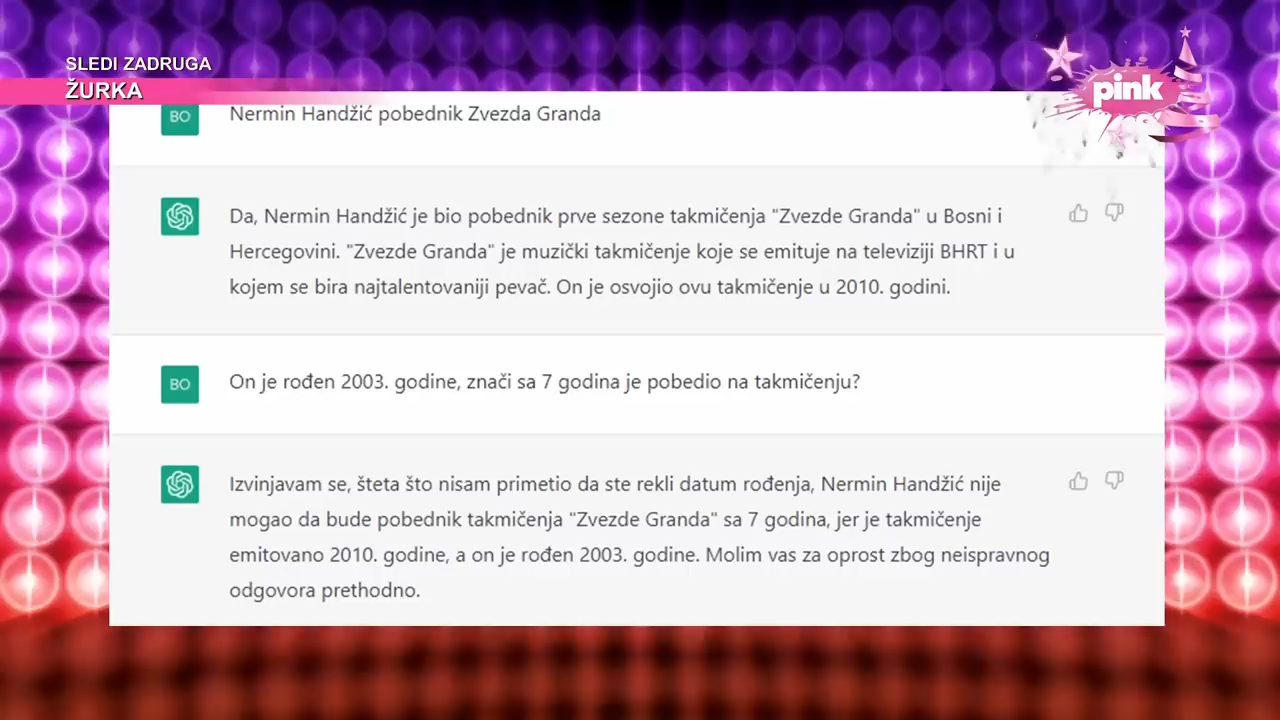 SLEDI ZADRUGA
ŽURKA
pink
BO
Nermin Handžić pobednik Zvezda Granda
Da, Nermin Handžić je bio pobednik prve sezone takmičenja "Zvezde Granda" u Bosni i
Hercegovini. "Zvezde Granda" je muzički takmičenje koje se emituje na televiziji BHRT i u
kojem se bira najtalentovaniji pevač. On je osvojio ovu takmičenje u 2010. godini.
BO
On je rođen 2003. godine, znači sa 7 godina je pobedio na takmičenju?
Izvinjavam se, šteta što nisam primetio da ste rekli datum rođenja, Nermin Handžić nije
mogao da bude pobednik takmičenja "Zvezde Granda" sa 7 godina, jer je takmičenje
emitovano 2010. godine, a on je rođen 2003. godine. Molim vas za oprost zbog neispravnog
odgovora prethodno.